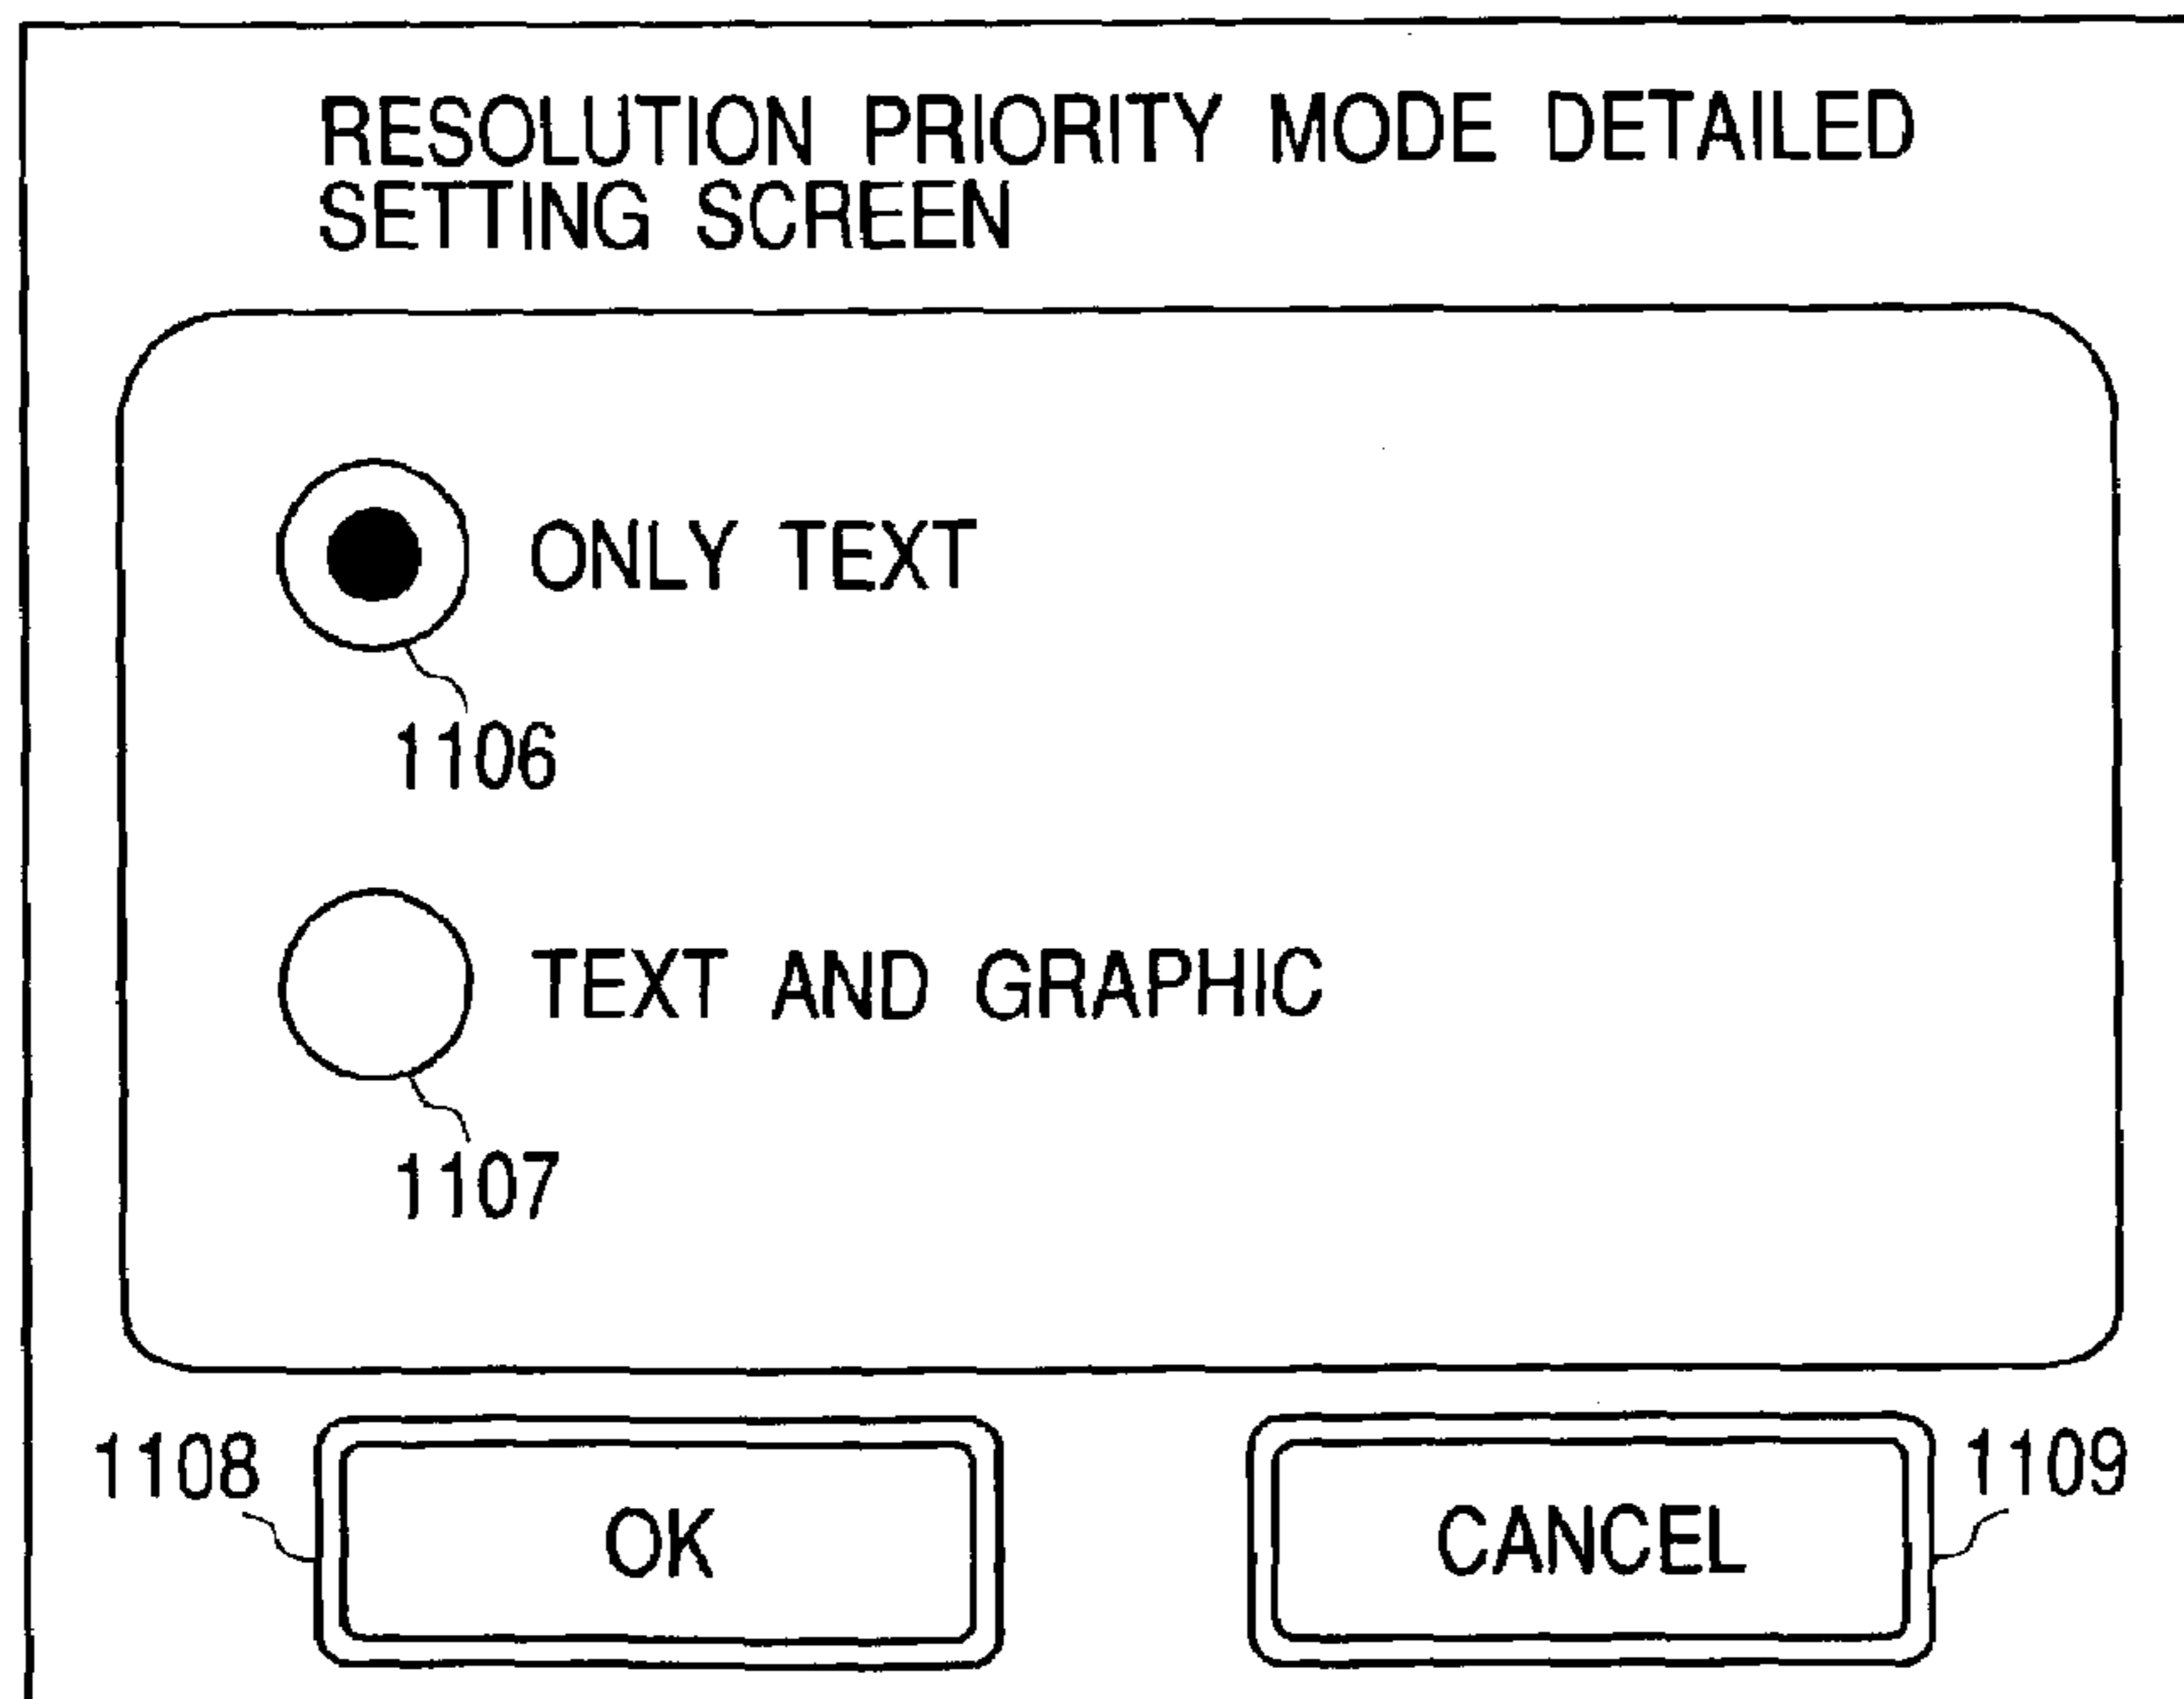 RESOLUTION PRIORITY MODE DETAILED
SETTING SCREEN
ONLY TEXT
1106
TEXT AND GRAPHIC
1107
1108
OK
CANCEL
1109